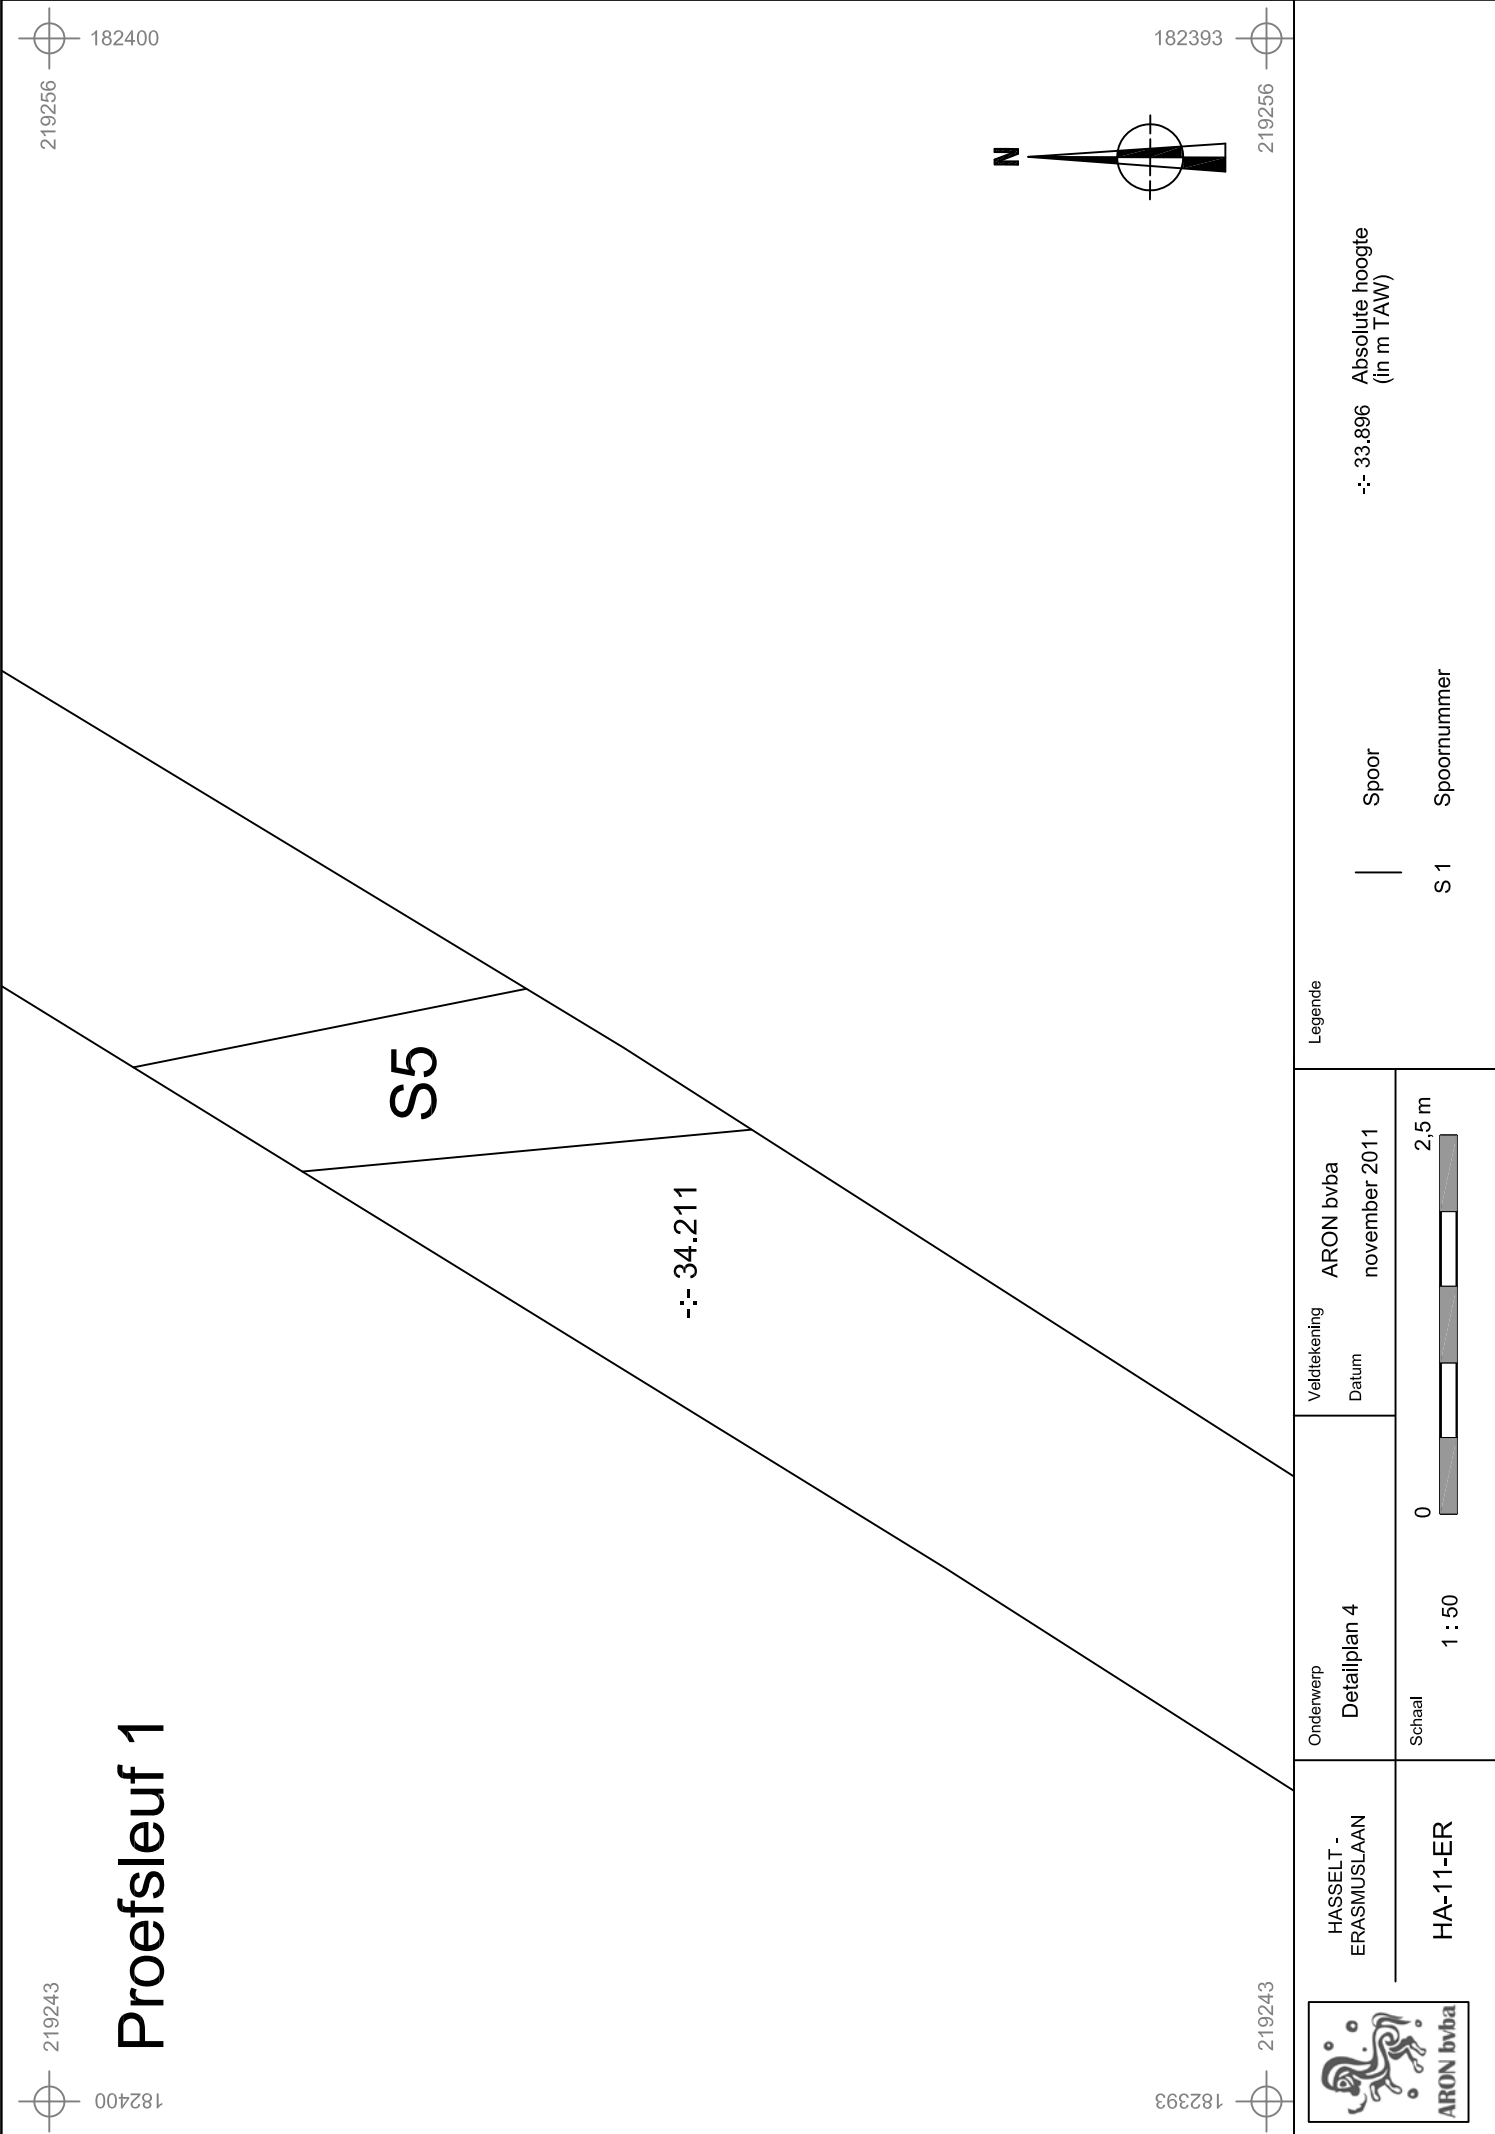 Proefsleuf 1
219243
182400
219256
182400
S5
-:- 34.211
N
182393
219256
219243
182393
ARON bvba
HASSELT -
ERASMUSLAAN
HA-11-ER
Onderwerp
Detailplan 4
Veldtekening
ARON bvba
Datum
november 2011
Schaal
1 : 50
0
2,5 m
Legende
Spoor
S 1
Spoornummer
-:- 33.896
Absolute hoogte
(in m TAW)